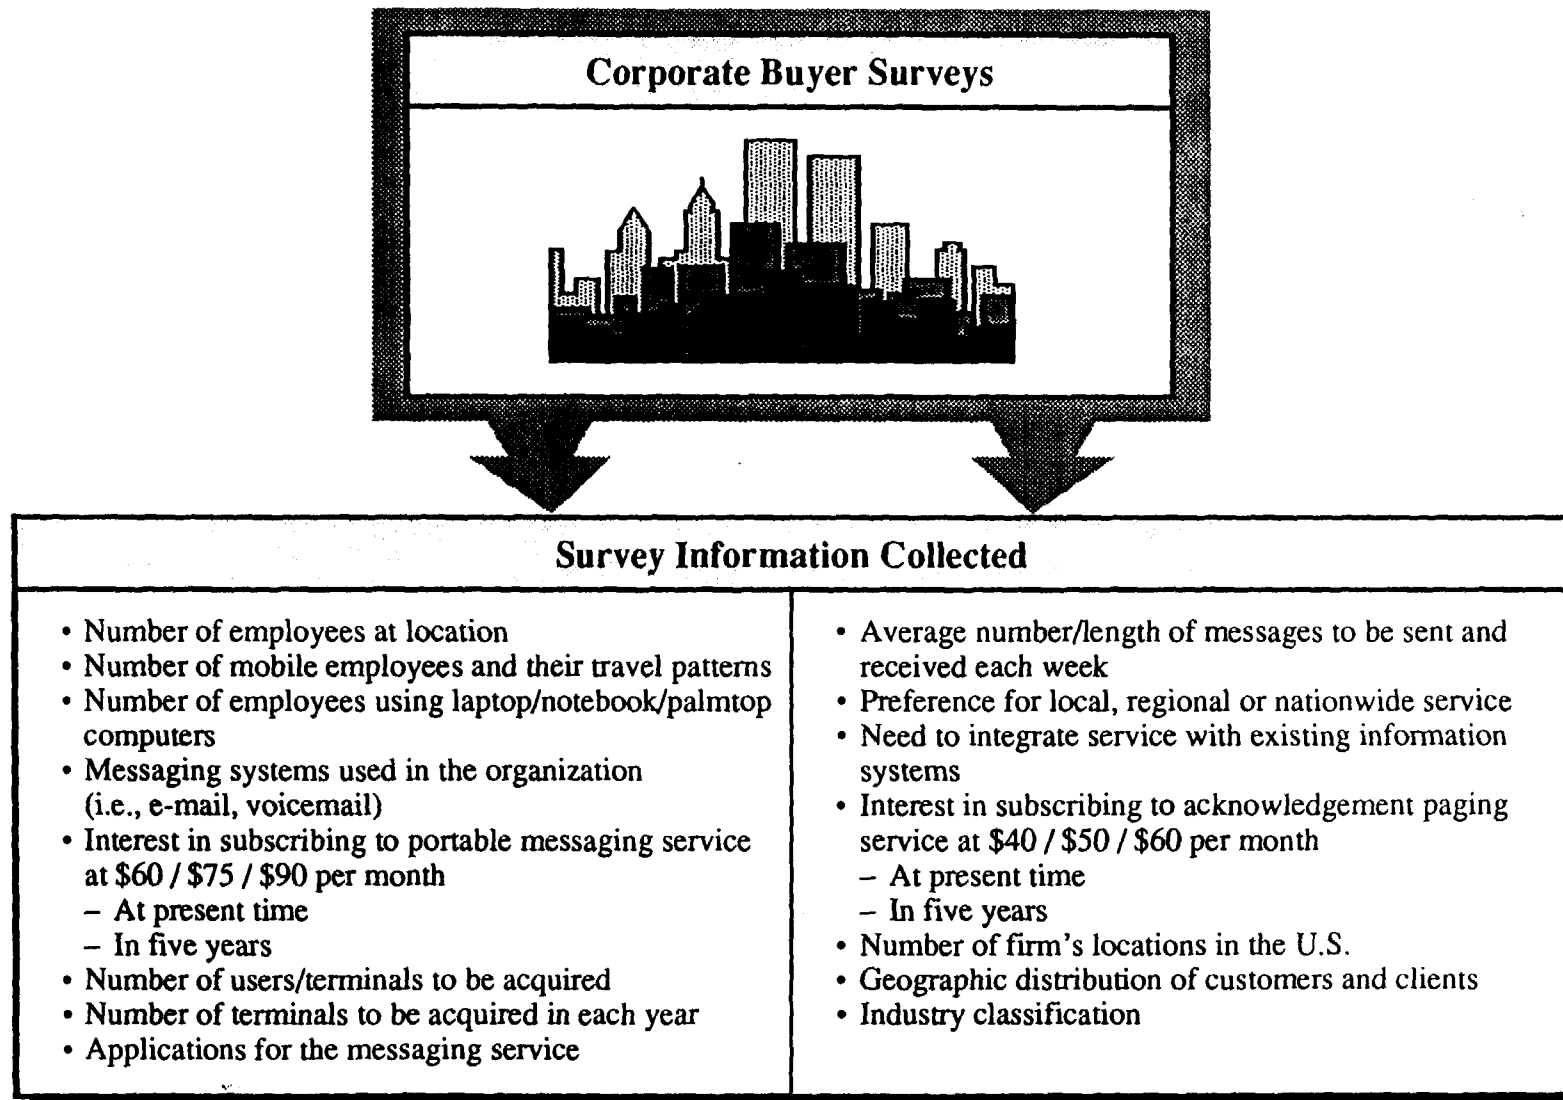 Corporate Buyer Surveys
Survey Information Collected
• Number of employees at location
• Number of mobile employees and their travel patterns
• Number of employees using laptop/notebook/palmtop
computers
• Messaging systems used in the organization
(i.e., e-mail, voicemail)
• Interest in subscribing to portable messaging service
at $60 / $75 / $90 per month
– At present time
– In five years
• Number of users/terminals to be acquired
• Number of terminals to be acquired in each year
• Applications for the messaging service
• Average number/length of messages to be sent and
received each week
• Preference for local, regional or nationwide service
• Need to integrate service with existing information
systems
• Interest in subscribing to acknowledgement paging
service at $40 / $50 / $60 per month
– At present time
– In five years
• Number of firm's locations in the U.S.
• Geographic distribution of customers and clients
• Industry classification